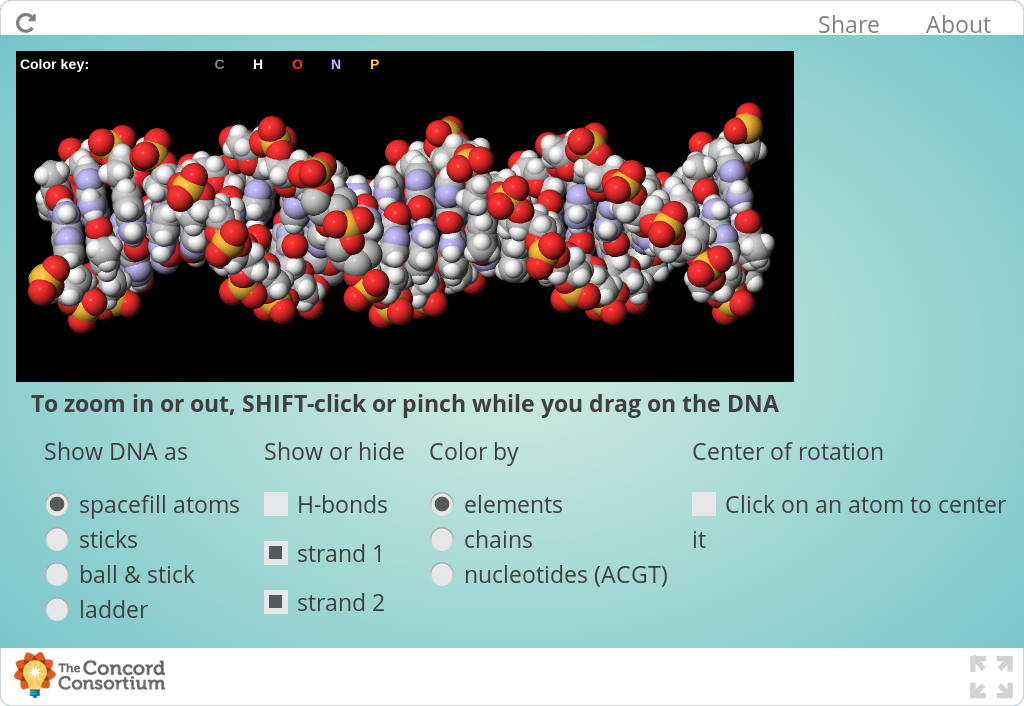 Share About
Color key: C H O N P
To zoom in or out, SHIFT-click or pinch while you drag on the DNA
Show DNA as
spacefill atoms
sticks
ball & stick
ladder
Show or hide
H-bonds
strand 1
strand 2
Color by
elements
chains
nucleotides (ACGT)
Center of rotation
Click on an atom to center
it
The Concord
Consortium